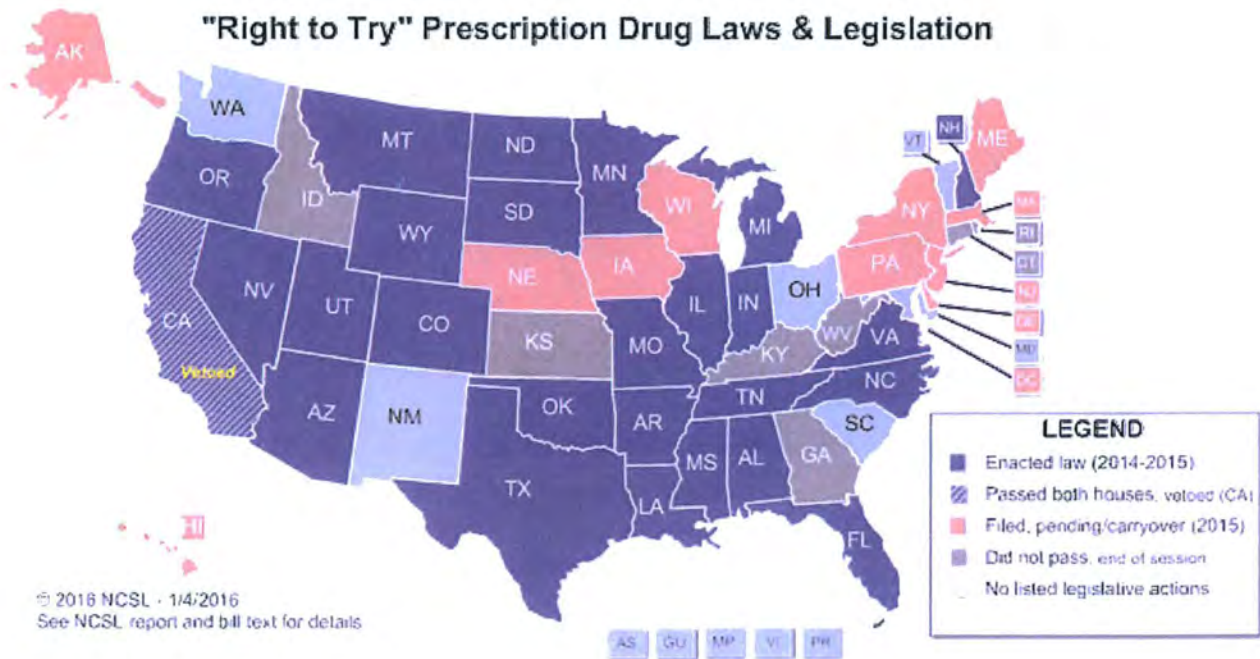 "Right to Try" Prescription Drug Laws & Legislation
AK
WA
MT
ND
MN
VT
NH
ME
OR
ID
WY
SD
WI
MI
NY
MA
RI
CT
NJ
DE
MD
DC
NV
UT
CO
NE
IA
IL
IN
OH
PA
CA
Vetoed
KS
MO
KY
WV
VA
AZ
NM
OK
AR
TN
NC
SC
TX
LA
MS
AL
GA
FL
HI
LEGEND
Enacted law (2014-2015)
Passed both houses, vetoed (CA)
Filed, pending/carryover (2015)
Did not pass, end of session
No listed legislative actions
© 2016 NCSL - 1/4/2016
See NCSL report and bill text for details
AS GU MP VI PR